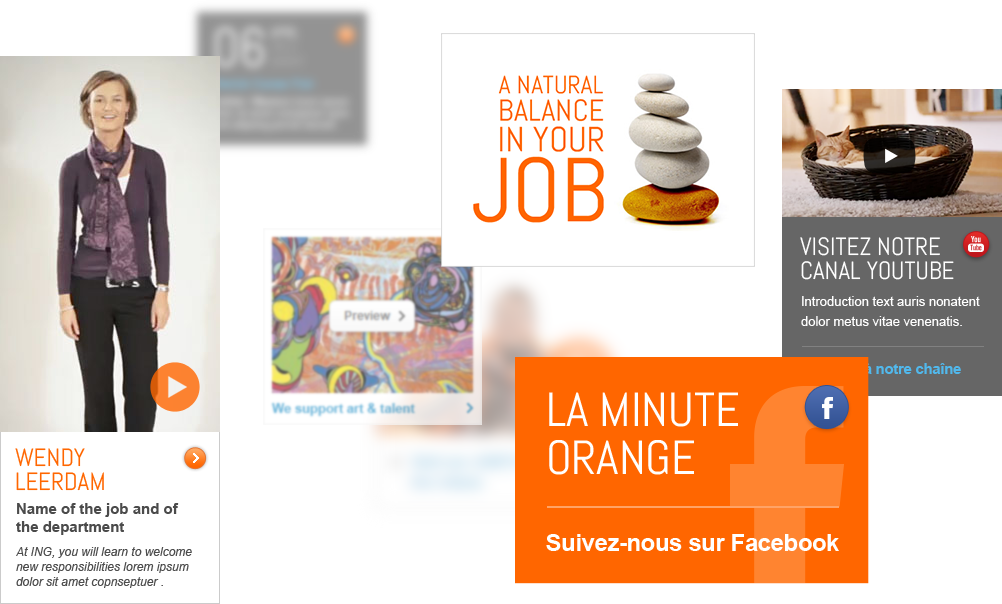 06
A NATURAL
BALANCE
IN YOUR
JOB
VISITEZ NOTRE
CANAL YOUTUBE
You
Tube
Introduction text auris nonatent
dolor metus vitae venenatis.
notre chaîne
Preview
We support art & talent
LA MINUTE
ORANGE
f
Suivez-nous sur Facebook
WENDY
LEERDAM
Name of the job and of
the department
At ING, you will learn to welcome
new responsibilities lorem ipsum
dolor sit amet copnseptuer .